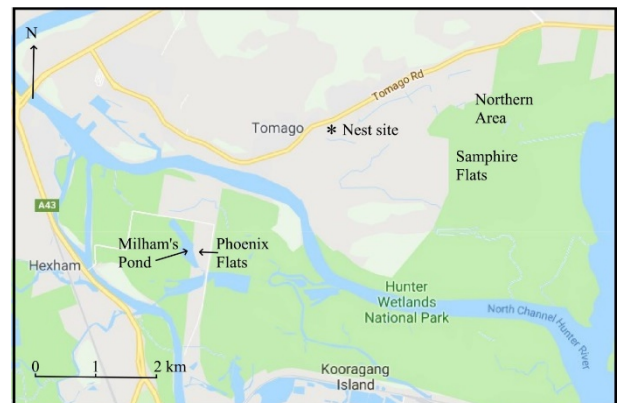 N
Tomago Rd
Northern
Area
Tomago
* Nest site
Samphire
Flats
A43
Milham's
Pond
Phoenix
Flats
Hexham
Hunter
Wetlands
National Park
North Channel Hunter River
0 1 2 km
Kooragang
Island